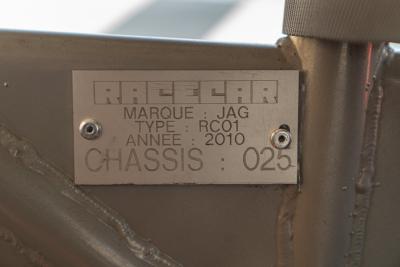 RACECAR
MARQUE : JAG
TYPE : RC01
ANNEE : 2010
CHASSIS : 025